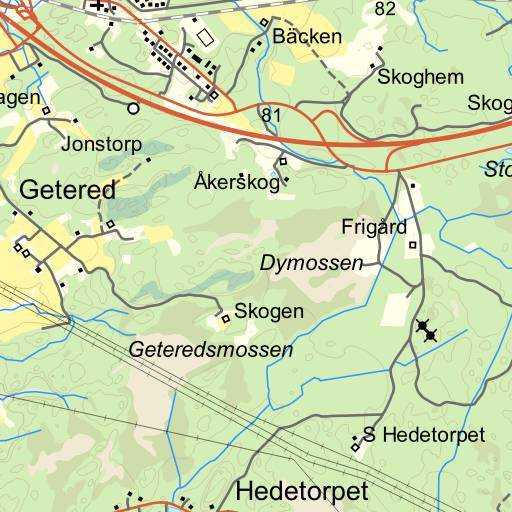 82
Bäcken
Skoghem
agen
Skog
81
Jonstorp
Sto
Getered
Åkerskog
Frigård
Dymossen
Skogen
Geteredsmossen
S Hedetorpet
Hedetorpet